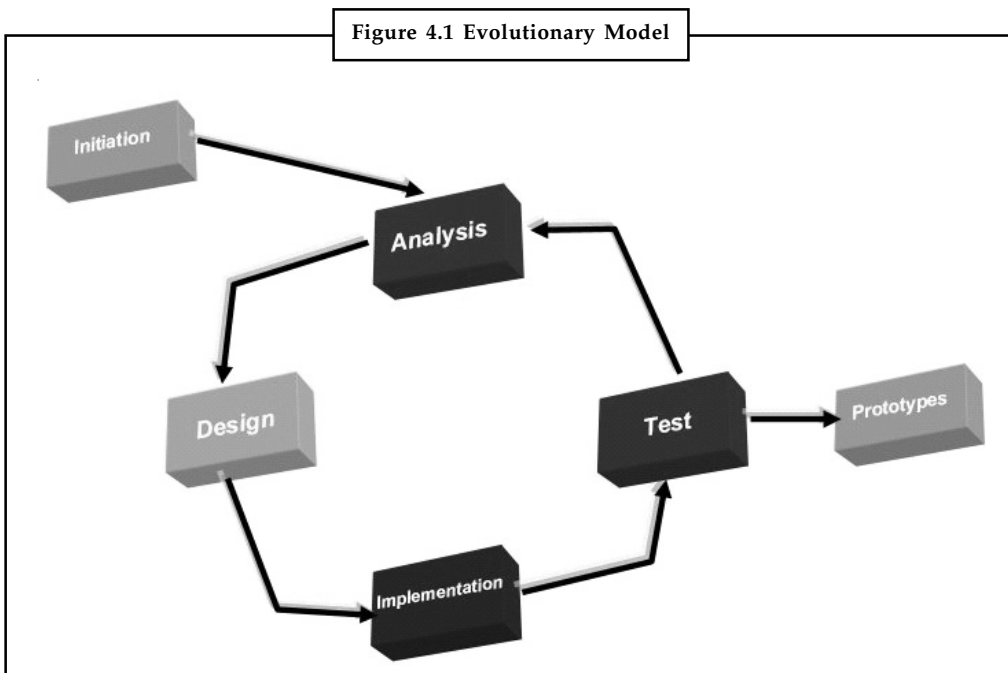 Figure 4.1 Evolutionary Model
Initiation
Analysis
Design
Test
Prototypes
Implementation